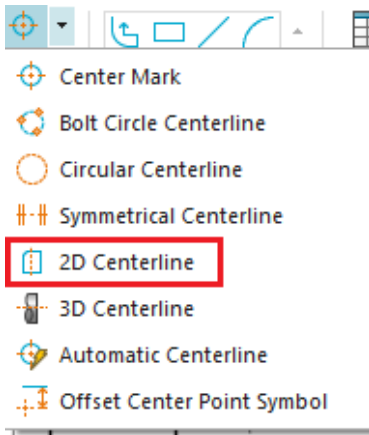 Center Mark
Bolt Circle Centerline
Circular Centerline
Symmetrical Centerline
2D Centerline
3D Centerline
Automatic Centerline
Offset Center Point Symbol